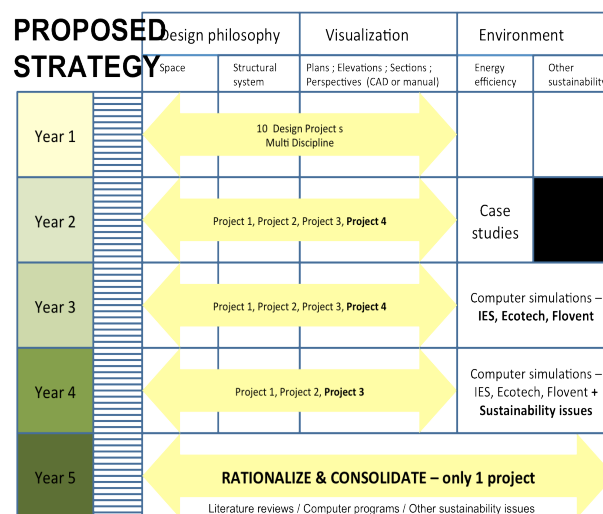 PROPOSED
STRATEGY
Design philosophy
Visualization
Environment
Space
Structural
system
Plans ; Elevations ; Sections ;
Perspectives (CAD or manual)
Energy
efficiency
Other
sustainability
Year 1
10 Design Project s
Multi Discipline
Year 2
Project 1, Project 2, Project 3, Project 4
Case
studies
Year 3
Project 1, Project 2, Project 3, Project 4
Computer simulations –
IES, Ecotech, Flovent
Year 4
Project 1, Project 2, Project 3
Computer simulations –
IES, Ecotech, Flovent +
Sustainability issues
Year 5
RATIONALIZE & CONSOLIDATE – only 1 project
Literature reviews / Computer programs / Other sustainability issues